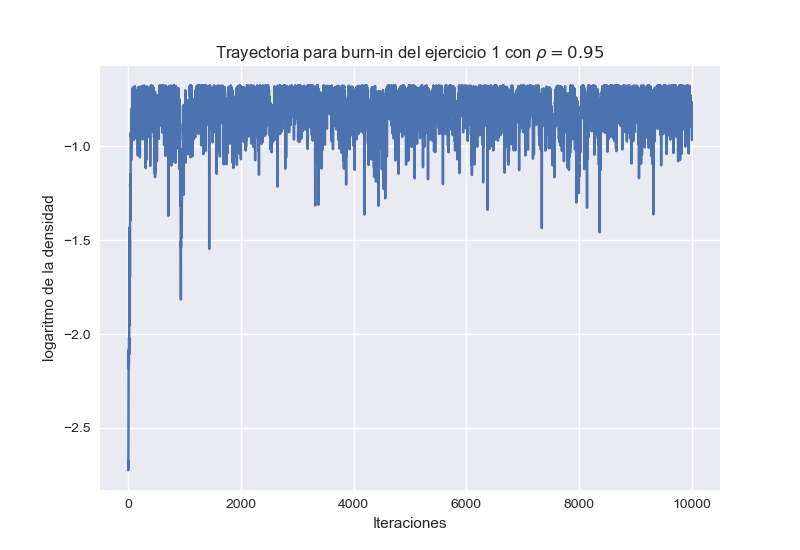 Trayectoria para burn-in del ejercicio 1 con ρ = 0.95
logaritmo de la densidad
−1.0
−1.5
−2.0
−2.5
0 2000 4000 6000 8000 10000
Iteraciones